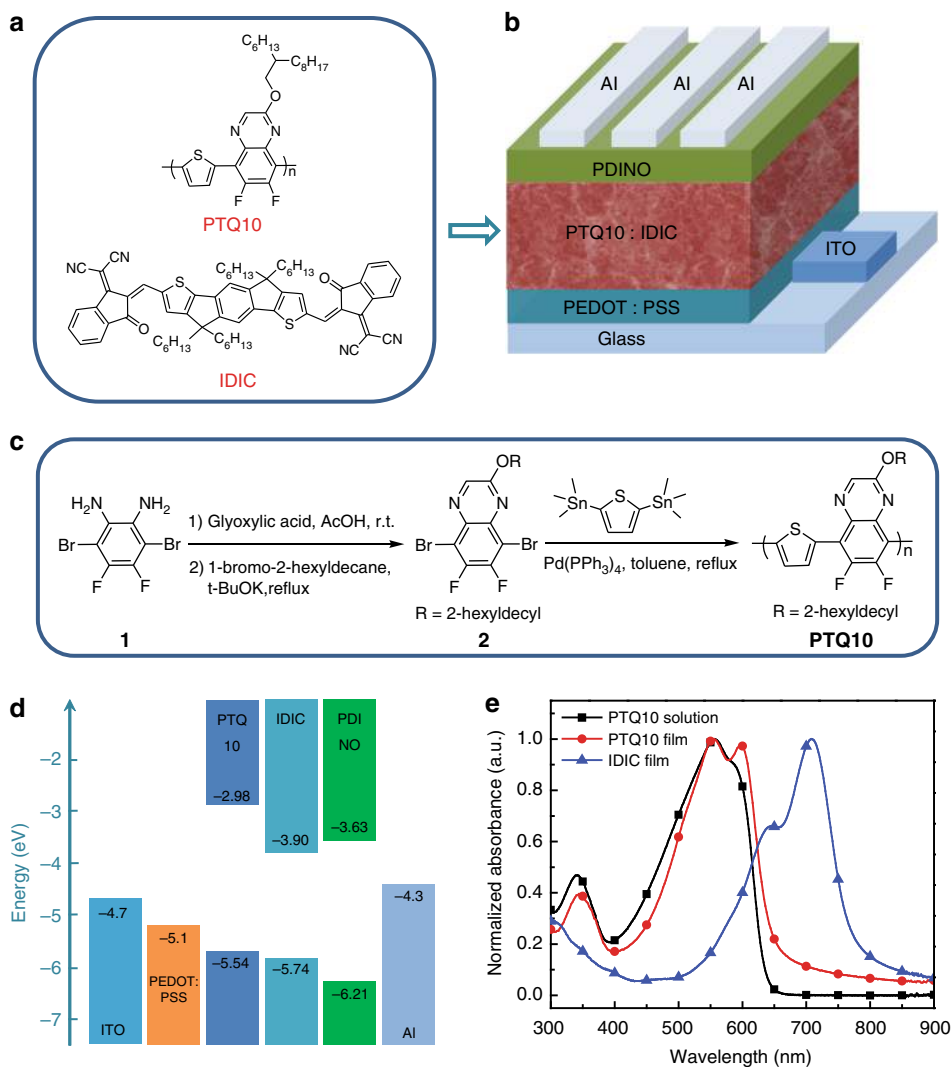 a
C6H13
C8H17
O
N
N
S
n
F
F
PTQ10
NC
CN
S
C6H13
C6H13
O
O
S
C6H13
C6H13
NC
CN
IDIC
b
Al
Al
Al
PDINO
PTQ10 : IDIC
ITO
PEDOT : PSS
Glass
c
H2N
NH2
Br
Br
F
F
1
1) Glyoxylic acid, AcOH, r.t.
2) 1-bromo-2-hexyldecane,
t-BuOK,reflux
OR
N
N
Br
Br
F
F
R = 2-hexyldecyl
2
Sn
S
Sn
Pd(PPh3)4, toluene, reflux
OR
N
N
S
n
F
F
R = 2-hexyldecyl
PTQ10
d
Energy (eV)
–2
–3
–4
–5
–6
–7
–4.7
ITO
–5.1
PEDOT:
PSS
PTQ
10
–2.98
–5.54
IDIC
–3.90
–5.74
PDI
NO
–3.63
–6.21
–4.3
Al
e
PTQ10 solution
PTQ10 film
IDIC film
Normalized absorbance (a.u.)
1.0
0.8
0.6
0.4
0.2
0.0
300 400 500 600 700 800 900
Wavelength (nm)